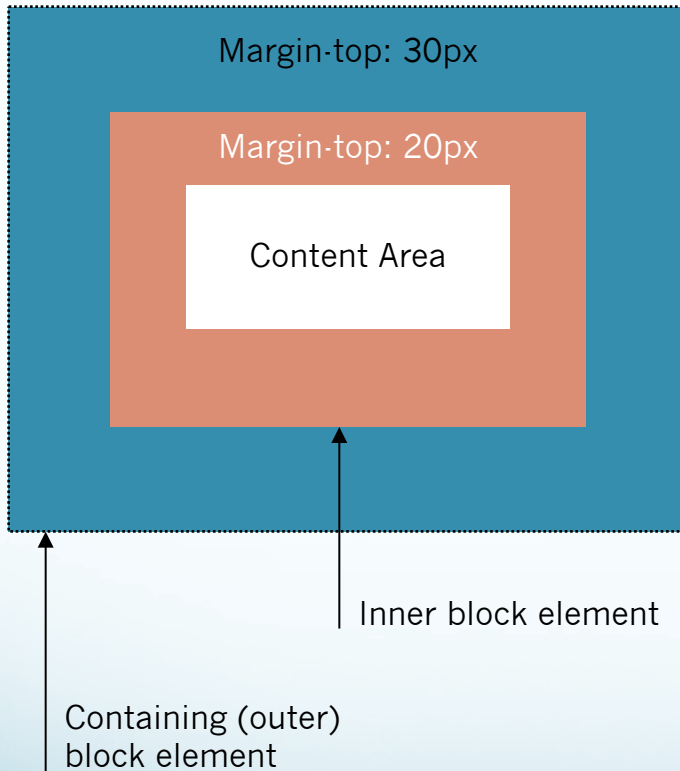 Margin-top: 30px
Margin-top: 20px
Content Area
Inner block element
Containing (outer)
block element